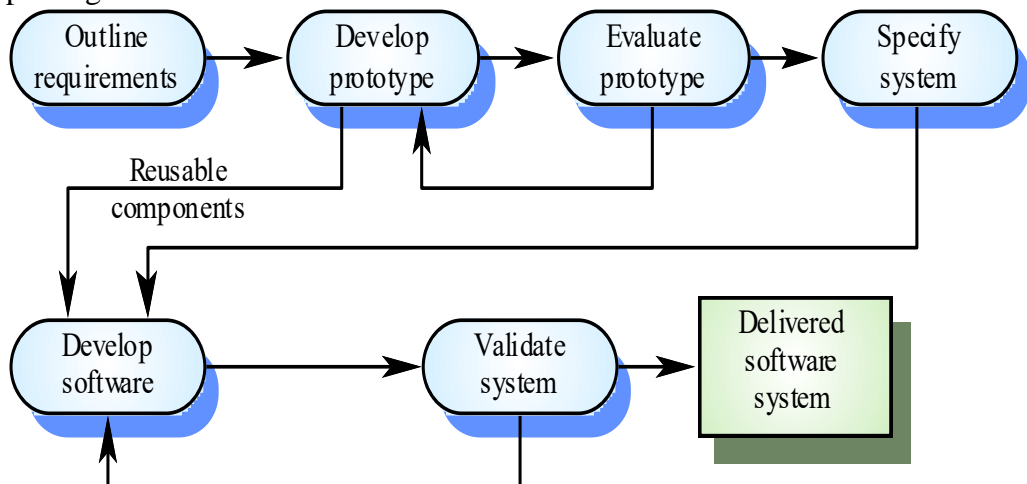 Outline
requirements
Develop
prototype
Evaluate
prototype
Specify
system
Reusable
components
Develop
software
Validate
system
Delivered
software
system